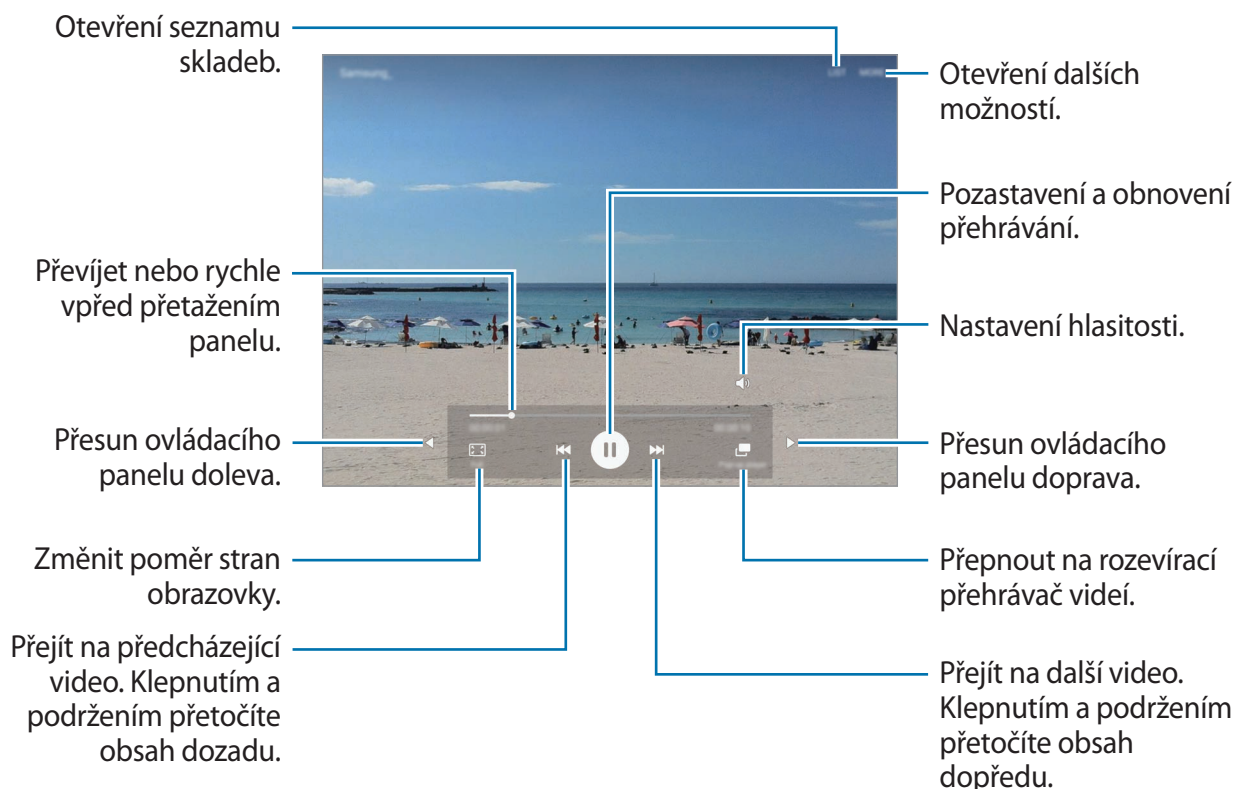 Otevření seznamu
skladeb.
Samsung_
LIST
MORE
Otevření dalších
možností.
Pozastavení a obnovení
přehrávání.
Převíjet nebo rychle
vpřed přetažením
panelu.
Nastavení hlasitosti.
Přesun ovládacího
panelu doleva.
Přesun ovládacího
panelu doprava.
Změnit poměr stran
obrazovky.
Přepnout na rozevírací
přehrávač videí.
Přejít na předcházející
video. Klepnutím a
podržením přetočíte
obsah dozadu.
Přejít na další video.
Klepnutím a podržením
přetočíte obsah
dopředu.